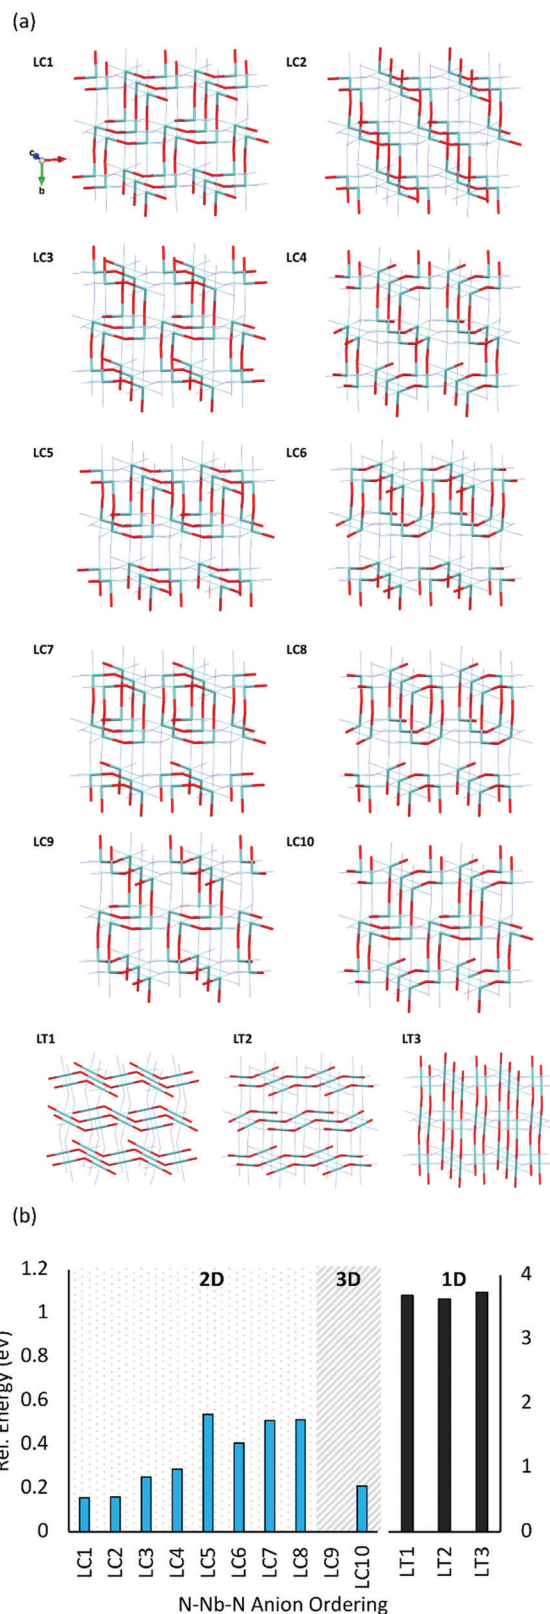 (a)
LC1
LC2
c
b
LC3
LC4
LC5
LC6
LC7
LC8
LC9
LC10
LT1
LT2
LT3
(b)
2D
3D
1D
1.2
1
0.8
0.6
0.4
0.2
0
4
3
2
1
0
Rel. Energy (eV)
LC1
LC2
LC3
LC4
LC5
LC6
LC7
LC8
LC9
LC10
LT1
LT2
LT3
N-Nb-N Anion Ordering